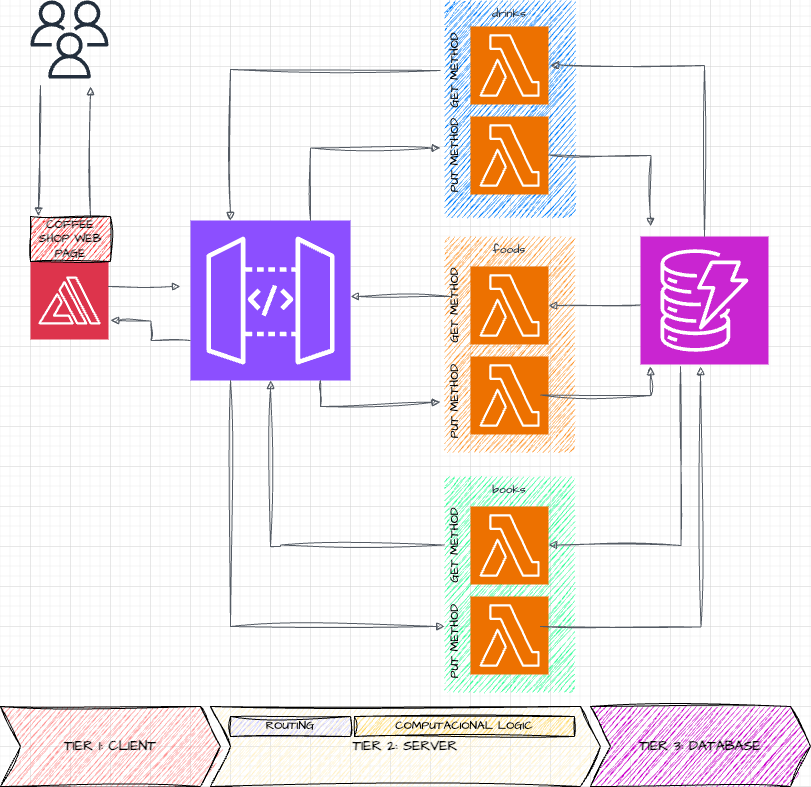 drinks
GET METHOD
PUT METHOD
COFFEE
SHOP WEB
PAGE
</>
foods
GET METHOD
PUT METHOD
books
GET METHOD
PUT METHOD
ROUTING
COMPUTACIONAL LOGIC
TIER 1: CLIENT
TIER 2: SERVER
TIER 3: DATABASE